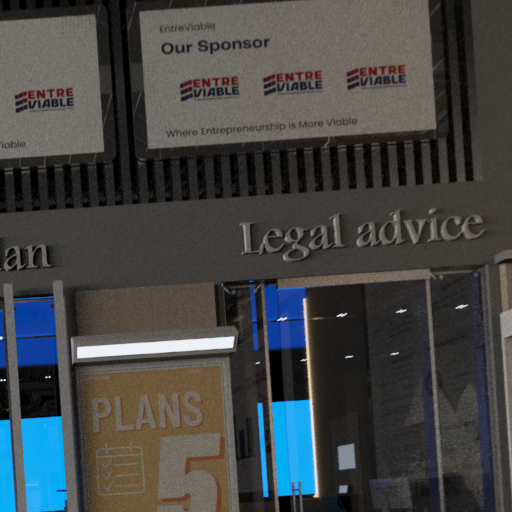 EntreViable
Our Sponsor
ENTRE
VIABLE
ENTRE
VIABLE
ENTRE
VIABLE
ENTRE
VIABLE
Where Entrepreneurship is More Viable
Legal advice
PLANS
5